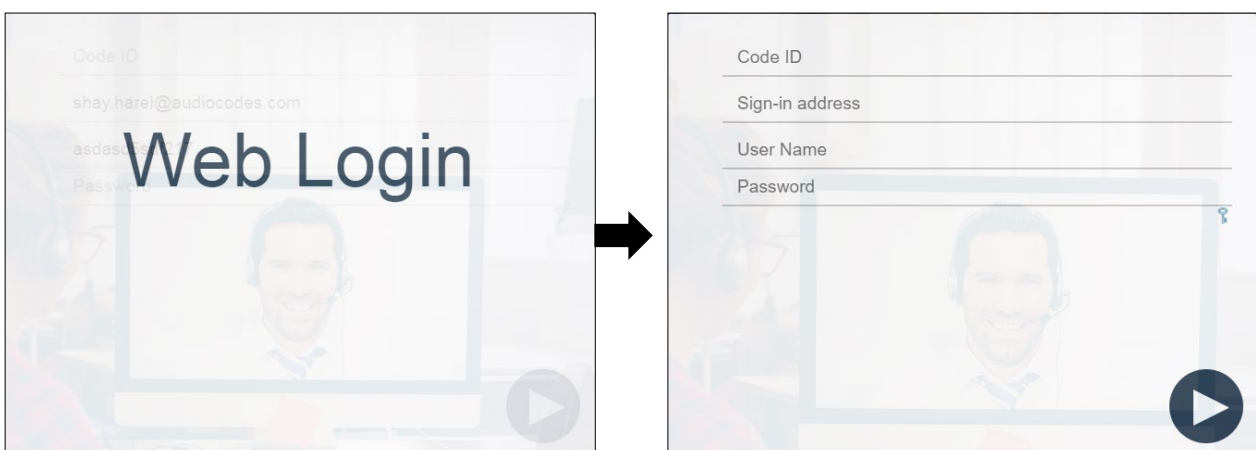 Code ID
shay.harel@audiocodes.com
Web Login
Password
Code ID
Sign-in address
User Name
Password